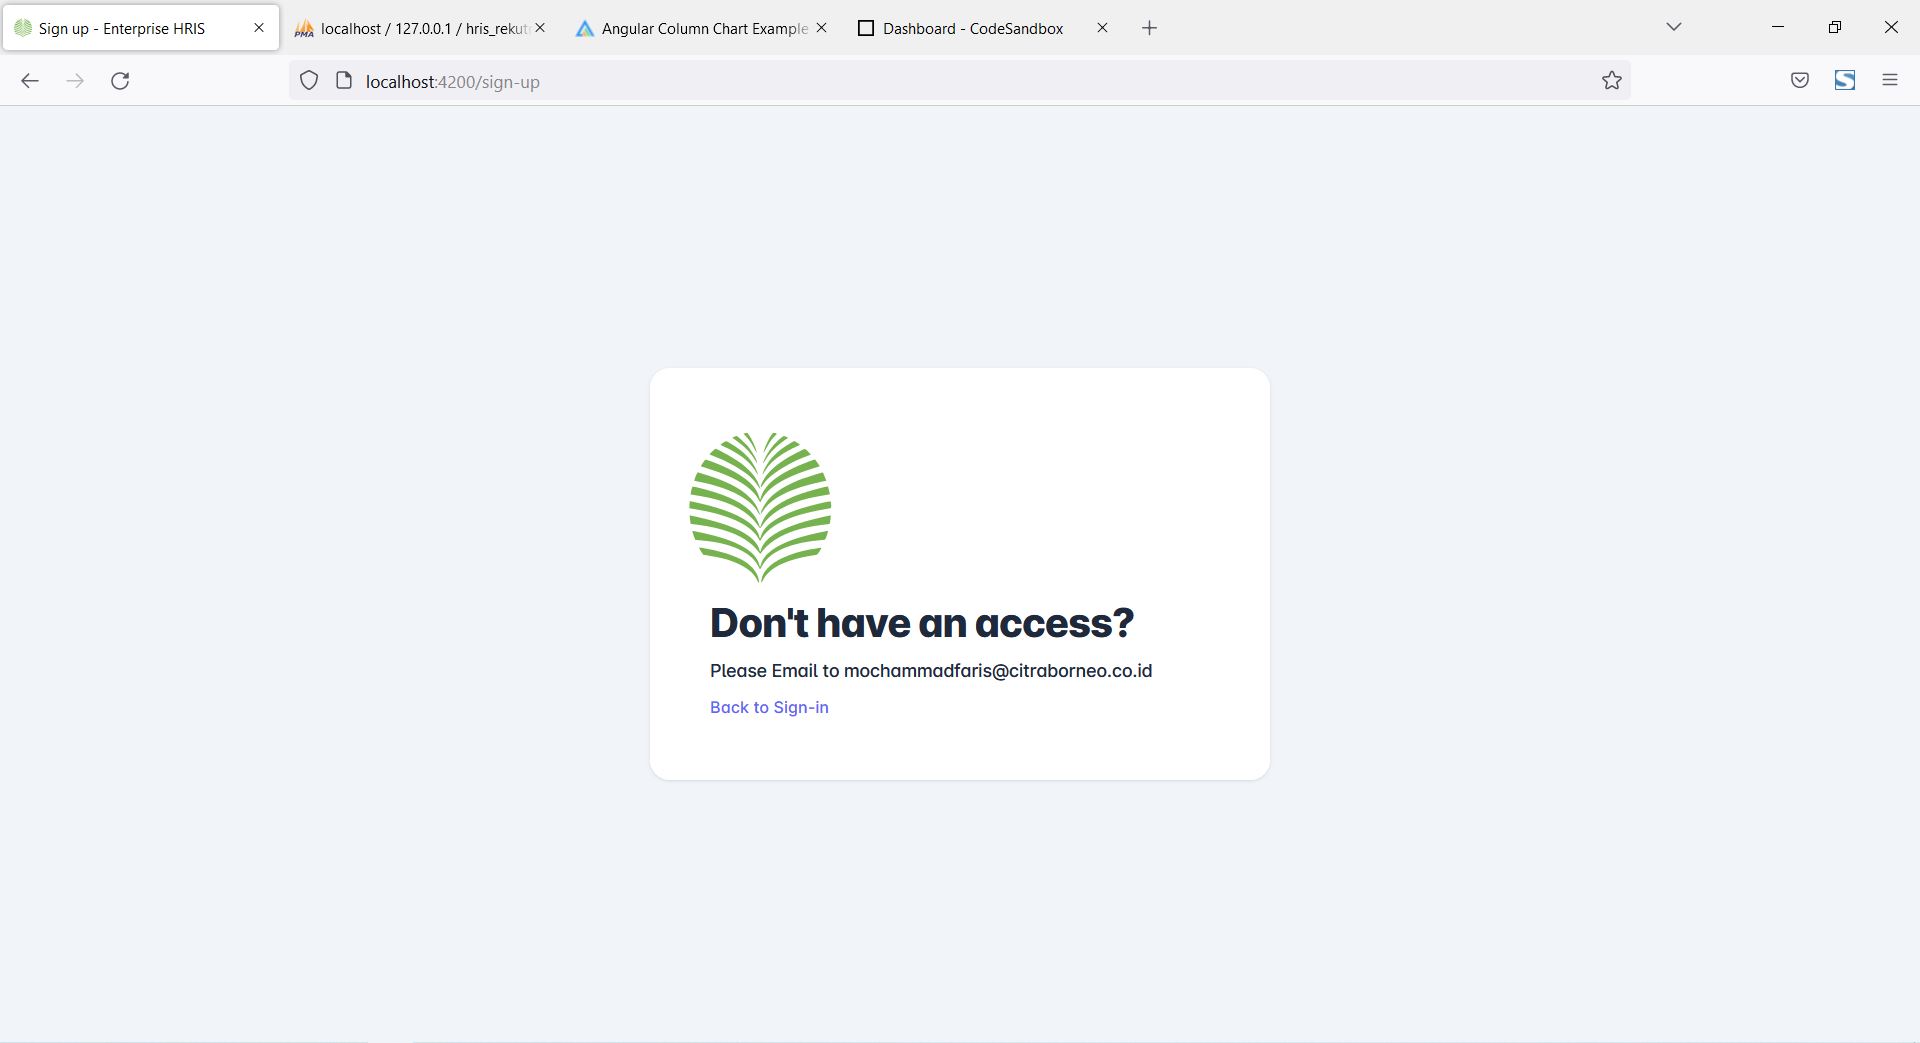 Sign up - Enterprise HRIS
localhost / 127.0.0.1 / hris_rekut
Angular Column Chart Example
Dashboard - CodeSandbox
localhost:4200/sign-up
PMA
S
Don't have an access?
Please Email to mochammadfaris@citraborneo.co.id
Back to Sign-in